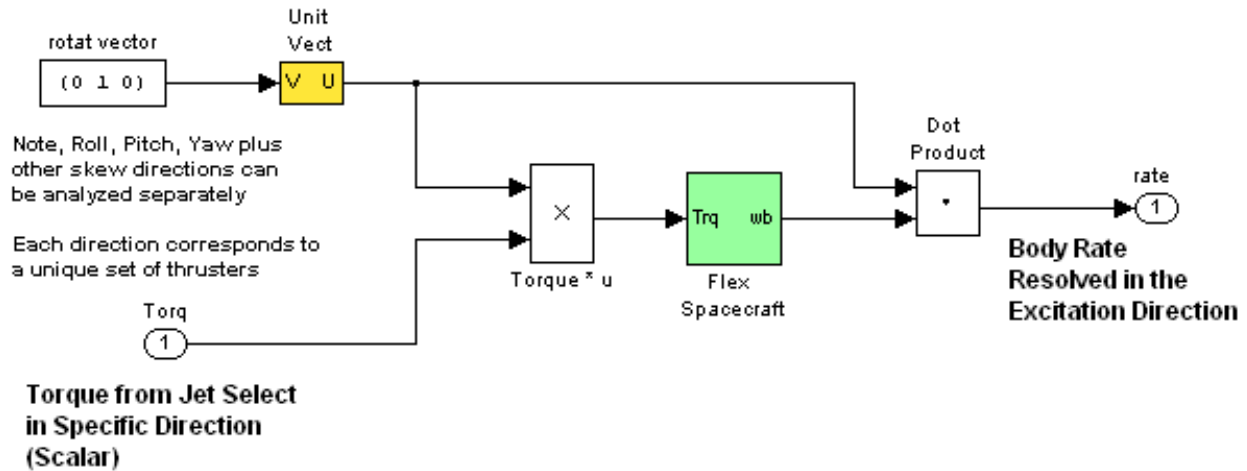 Unit
Vect
rotat vector
(0 1 0)
V U
Note, Roll, Pitch, Yaw plus
other skew directions can
be analyzed separately
Each direction corresponds to
a unique set of thrusters
Torq
1
Torque from Jet Select
in Specific Direction
(Scalar)
×
Torque * u
Trq wb
Flex
Spacecraft
Dot
Product
rate
1
Body Rate
Resolved in the
Excitation Direction